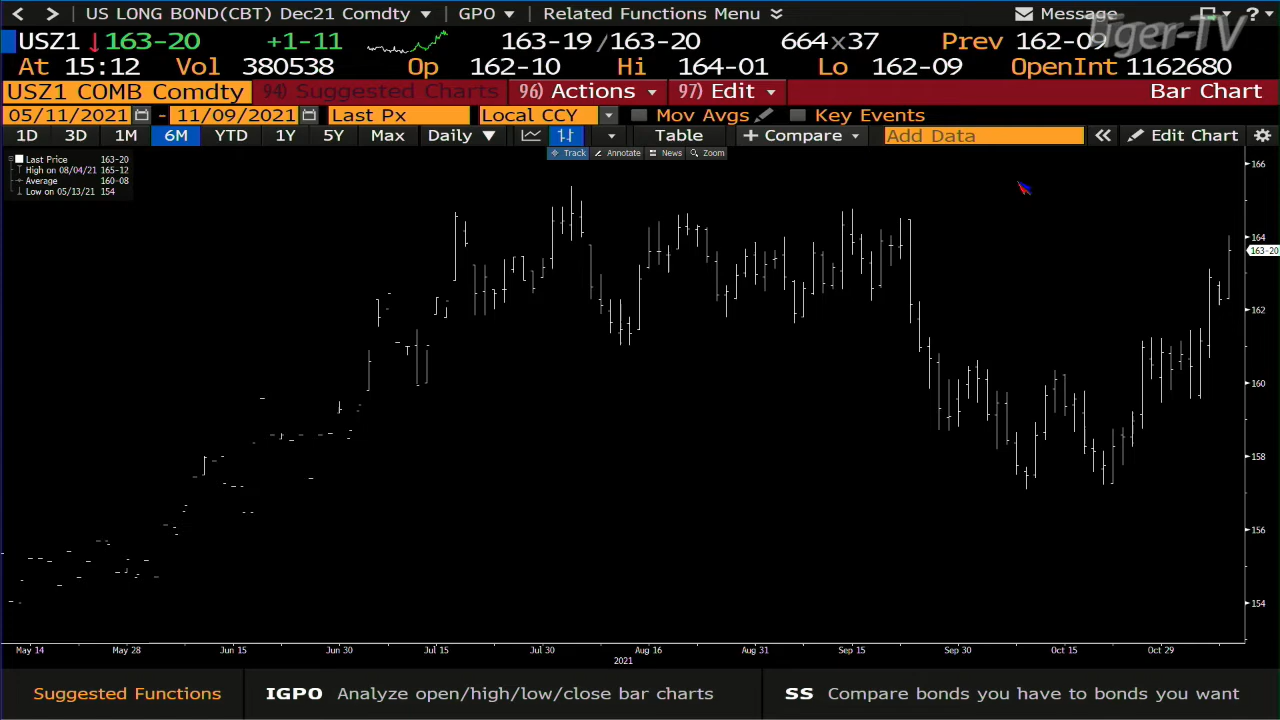 US LONG BOND(CBT) Dec21 Comdty GPO Related Functions Menu Message ?
Tiger-TV
USZ1 163-20 +1-11 163-19/163-20 664x37 Prev 162-09
At 15:12 Vol 380538 Op 162-10 Hi 164-01 Lo 162-09 OpenInt 1162680
USZ1 COMB Comdty 94) Suggested Charts 96) Actions 97) Edit Bar Chart
05/11/2021 - 11/09/2021 Last Px Local CCY Mov Avgs Key Events
1D 3D 1M 6M YTD 1Y 5Y Max Daily Table + Compare Add Data Edit Chart
Track Annotate News Zoom
Last Price 163-20
High on 08/04/21 165-12
Average 160-08
Low on 05/13/21 154
166
164
163-20
162
160
158
156
154
May 14 May 28 Jun 15 Jun 30 Jul 15 Jul 30 Aug 16 Aug 31 Sep 15 Sep 30 Oct 15 Oct 29
2021
Suggested Functions IGPO Analyze open/high/low/close bar charts SS Compare bonds you have to bonds you want